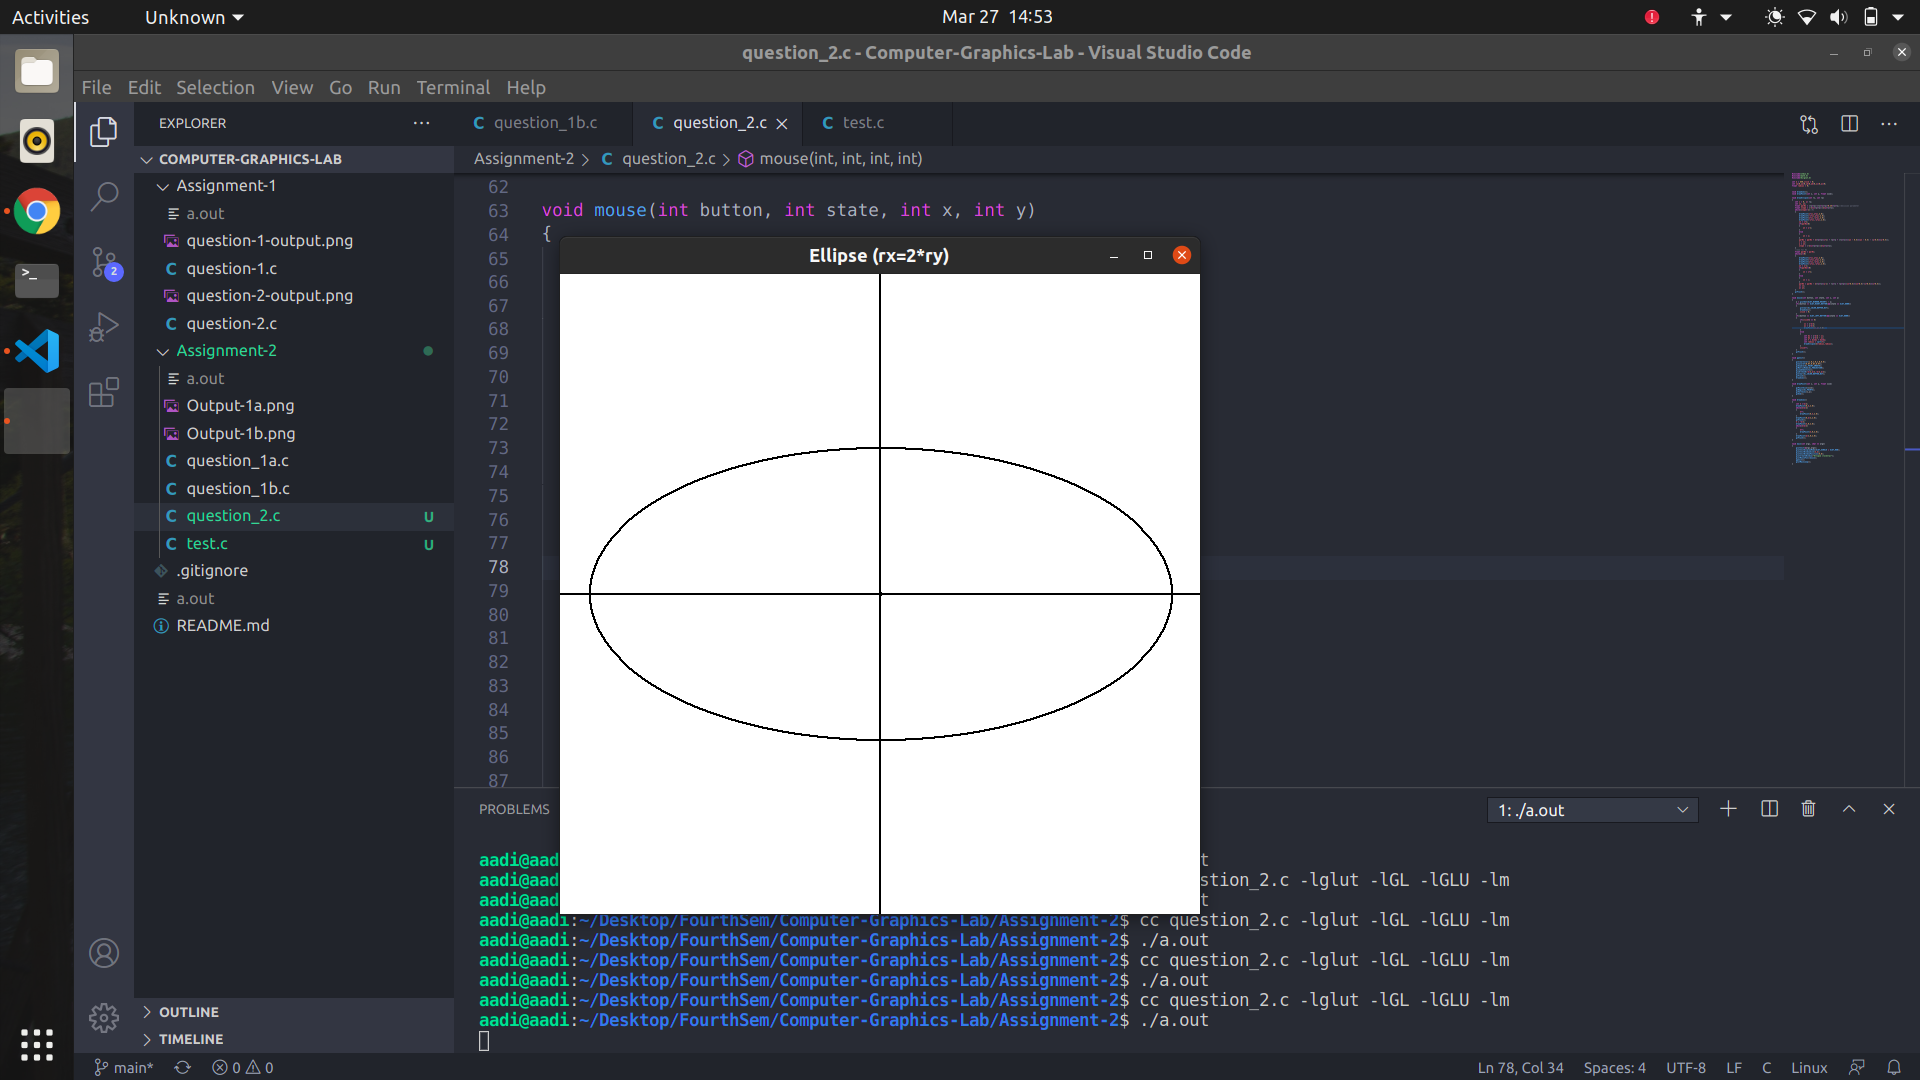 Activities
Unknown
Mar 27 14:53
question_2.c - Computer-Graphics-Lab - Visual Studio Code
File Edit Selection View Go Run Terminal Help
EXPLORER
COMPUTER-GRAPHICS-LAB
Assignment-1
a.out
question-1-output.png
question-1.c
question-2-output.png
question-2.c
Assignment-2
a.out
Output-1a.png
Output-1b.png
question_1a.c
question_1b.c
question_2.c U
test.c U
.gitignore
a.out
README.md
OUTLINE
TIMELINE
2
C question_1b.c
C question_2.c
C test.c
Assignment-2 > C question_2.c > mouse(int, int, int, int)
62
63 void mouse(int button, int state, int x, int y)
64 {
65
66
67
68
69
70
71
72
73
74
75
76
77
78
79
80
81
82
83
84
85
86
87
Ellipse (rx=2*ry)
PROBLEMS
1: ./a.out
aadi@aad t
aadi@aad stion_2.c -lglut -lGL -lGLU -lm
aadi@aad t
aadi@aadi:~/Desktop/FourthSem/Computer-Graphics-Lab/Assignment-2$ cc question_2.c -lglut -lGL -lGLU -lm
aadi@aadi:~/Desktop/FourthSem/Computer-Graphics-Lab/Assignment-2$ ./a.out
aadi@aadi:~/Desktop/FourthSem/Computer-Graphics-Lab/Assignment-2$ cc question_2.c -lglut -lGL -lGLU -lm
aadi@aadi:~/Desktop/FourthSem/Computer-Graphics-Lab/Assignment-2$ ./a.out
aadi@aadi:~/Desktop/FourthSem/Computer-Graphics-Lab/Assignment-2$ cc question_2.c -lglut -lGL -lGLU -lm
aadi@aadi:~/Desktop/FourthSem/Computer-Graphics-Lab/Assignment-2$ ./a.out
main* 0 0
Ln 78, Col 34 Spaces: 4 UTF-8 LF C Linux